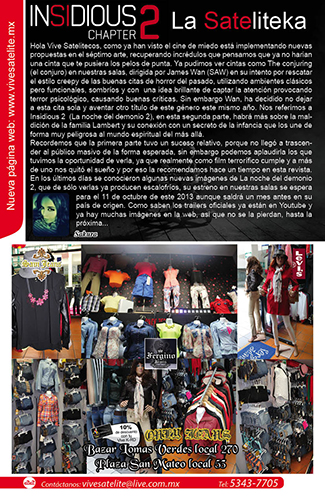 Nueva página web: www.vivesatelite.mx
INSIDIOUS
CHAPTER 2
La Sateliteka
Hola Vive Satelitecos, como ya han visto el cine de miedo está implementando nuevas
propuestas en el séptimo arte, recuperando incrédulos que pensamos que ya no harían
una cinta que te pusiera los pelos de punta. Ya pudimos ver cintas como The conjuring
(el conjuro) en nuestras salas, dirigida por James Wan (SAW) en su intento por rescatar
el estilo creepy de las buenas citas de horror del pasado, utilizando ambientes clásicos
pero funcionales, sombríos y con una idea brillante de captar la atención provocando
terror psicológico, causando buenas críticas. Sin embargo Wan, ha decidido no dejar
a esta cita sola y aventar otro título de este género este mismo año. Nos referimos a
Insidious 2 (La noche del demonio 2), en esta segunda parte, habrá más sobre la mal-
dición de la familia Lambert y su conexión con un secreto de la infancia que los une de
forma muy peligrosa al mundo espiritual del más allá.
Recordemos que la primera parte tuvo un suceso relativo, porque no llegó a trascen-
der al público masivo de la forma esperada, sin embargo podemos aplaudirla los que
tuvimos la oportunidad de verla, ya que realmente como film terrorífico cumple y a más
de uno nos quitó el sueño y por eso la recomendamos hace un tiempo en esta revista.
En los últimos días se conocieron algunas nuevas imágenes de La noche del demonio
2, que de sólo verlas ya producen escalofríos, su estreno en nuestras salas se espera
para el 11 de octubre de este 2013 aunque saldrá un mes antes en su
país de origen. Como saben los trailers oficiales ya están en Youtube y
ya hay muchas imágenes en la web, así que no se la pierdan, hasta la
próxima...
Sakura
LEVI'S
de
Fergino
10%
de descuento
City Jeans
Bazar Lomas Verdes local 270
Plaza San Mateo local 55
Contáctanos: vivesatelite@live.com.mx
Tel: 5343-7705